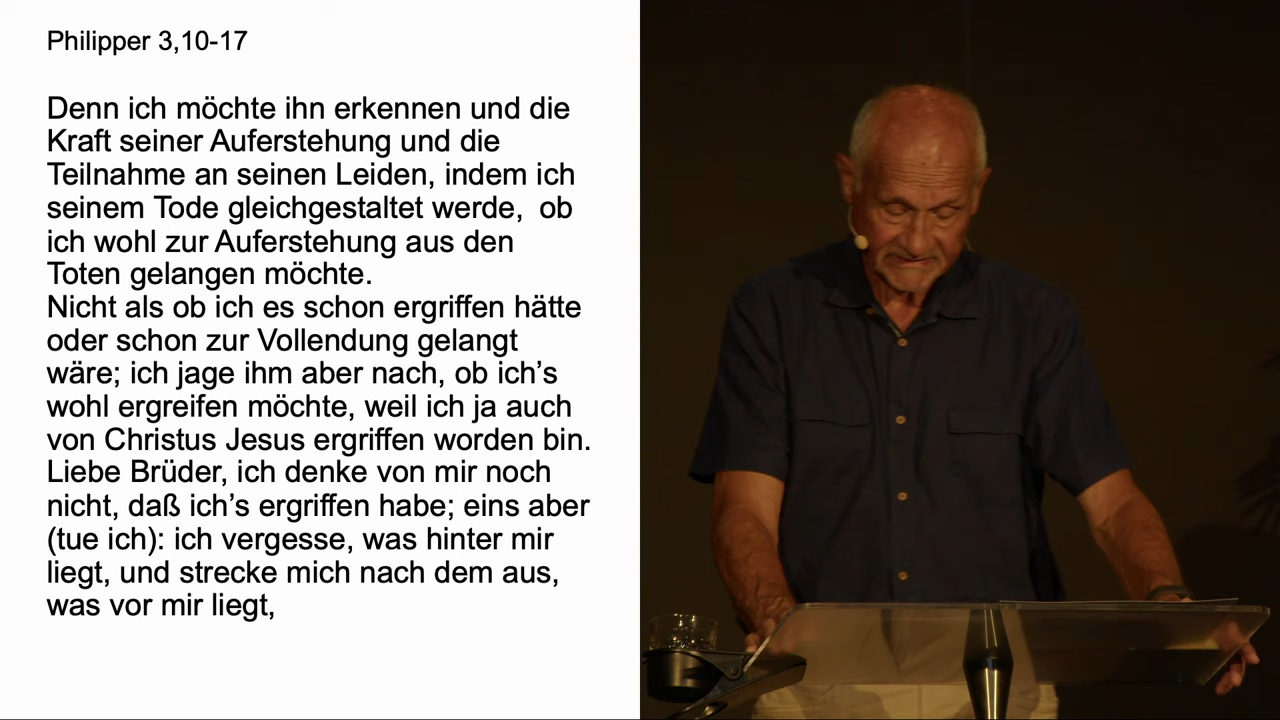 Philipper 3,10-17
Denn ich möchte ihn erkennen und die
Kraft seiner Auferstehung und die
Teilnahme an seinen Leiden, indem ich
seinem Tode gleichgestaltet werde,  ob
ich wohl zur Auferstehung aus den
Toten gelangen möchte.
Nicht als ob ich es schon ergriffen hätte
oder schon zur Vollendung gelangt
wäre; ich jage ihm aber nach, ob ich’s
wohl ergreifen möchte, weil ich ja auch
von Christus Jesus ergriffen worden bin.
Liebe Brüder, ich denke von mir noch
nicht, daß ich’s ergriffen habe; eins aber
(tue ich): ich vergesse, was hinter mir
liegt, und strecke mich nach dem aus,
was vor mir liegt,